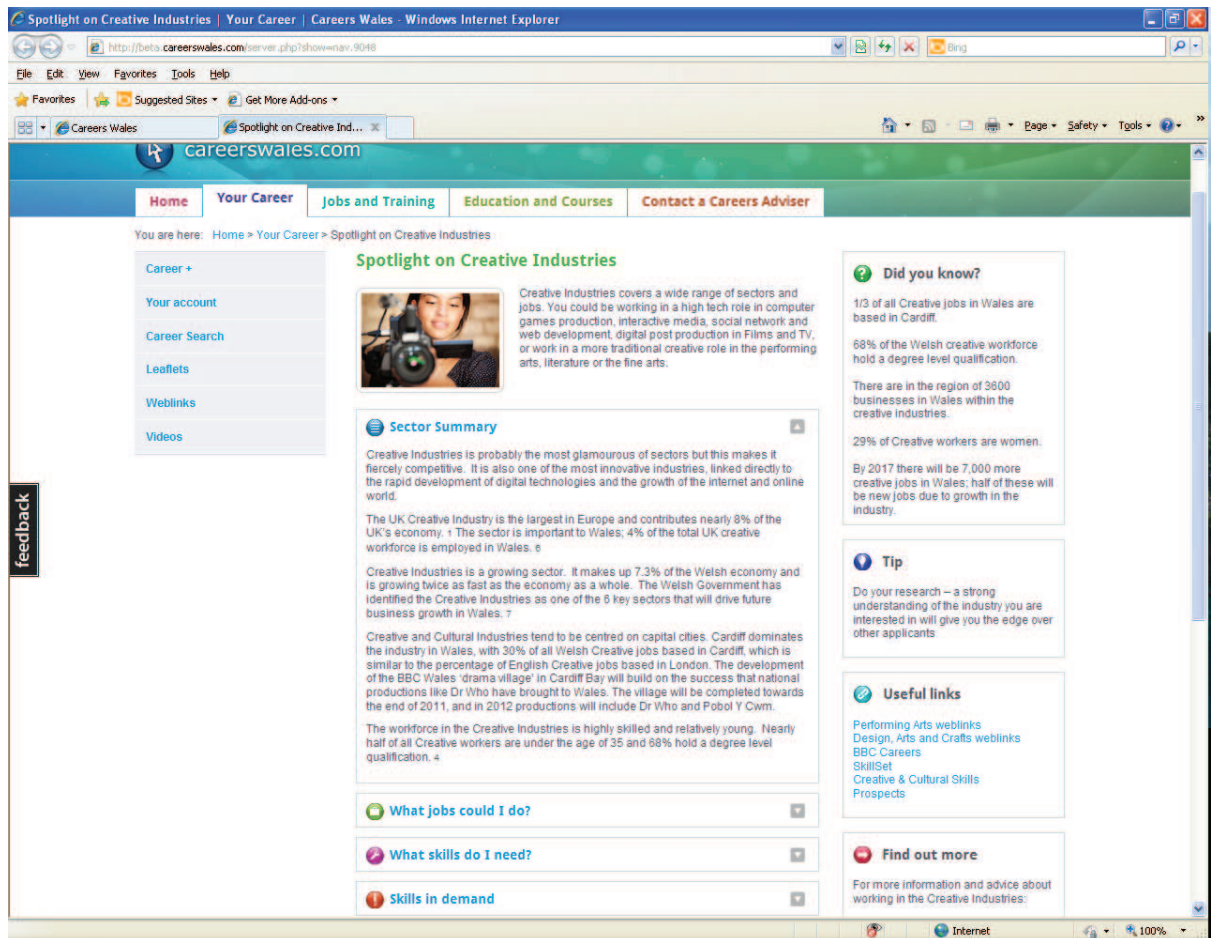 Spotlight on Creative Industries | Your Career | Careers Wales - Windows Internet Explorer
http://beta.careerswales.com/server.php?show=nav.9048
Bing
File Edit View Favorites Tools Help
Favorites Suggested Sites Get More Add-ons
Careers Wales Spotlight on Creative Ind... Page Safety Tools
careerswales.com
Home Your Career Jobs and Training Education and Courses Contact a Careers Adviser
You are here: Home > Your Career > Spotlight on Creative Industries
Career +
Your account
Career Search
Leaflets
Weblinks
Videos
feedback
Spotlight on Creative Industries
Creative Industries covers a wide range of sectors and
jobs. You could be working in a high tech role in computer
games production, interactive media, social network and
web development, digital post production in Films and TV,
or work in a more traditional creative role in the performing
arts, literature or the fine arts.
Sector Summary
Creative Industries is probably the most glamourous of sectors but this makes it
fiercely competitive. It is also one of the most innovative industries, linked directly to
the rapid development of digital technologies and the growth of the internet and online
world.
The UK Creative Industry is the largest in Europe and contributes nearly 8% of the
UK's economy. 1 The sector is important to Wales; 4% of the total UK creative
workforce is employed in Wales. 6
Creative Industries is a growing sector. It makes up 7.3% of the Welsh economy and
is growing twice as fast as the economy as a whole. The Welsh Government has
identified the Creative Industries as one of the 6 key sectors that will drive future
business growth in Wales. 7
Creative and Cultural Industries tend to be centred on capital cities. Cardiff dominates
the industry in Wales, with 30% of all Welsh Creative jobs based in Cardiff, which is
similar to the percentage of English Creative jobs based in London. The development
of the BBC Wales 'drama village' in Cardiff Bay will build on the success that national
productions like Dr Who have brought to Wales. The village will be completed towards
the end of 2011, and in 2012 productions will include Dr Who and Pobol Y Cwm.
The workforce in the Creative Industries is highly skilled and relatively young. Nearly
half of all Creative workers are under the age of 35 and 68% hold a degree level
qualification. 4
What jobs could I do?
What skills do I need?
Skills in demand
Did you know?
1/3 of all Creative jobs in Wales are
based in Cardiff.
68% of the Welsh creative workforce
hold a degree level qualification.
There are in the region of 3600
businesses in Wales within the
creative industries.
29% of Creative workers are women.
By 2017 there will be 7,000 more
creative jobs in Wales; half of these will
be new jobs due to growth in the
industry.
Tip
Do your research – a strong
understanding of the industry you are
interested in will give you the edge over
other applicants
Useful links
Performing Arts weblinks
Design, Arts and Crafts weblinks
BBC Careers
SkillSet
Creative & Cultural Skills
Prospects
Find out more
For more information and advice about
working in the Creative Industries:
Internet 100%